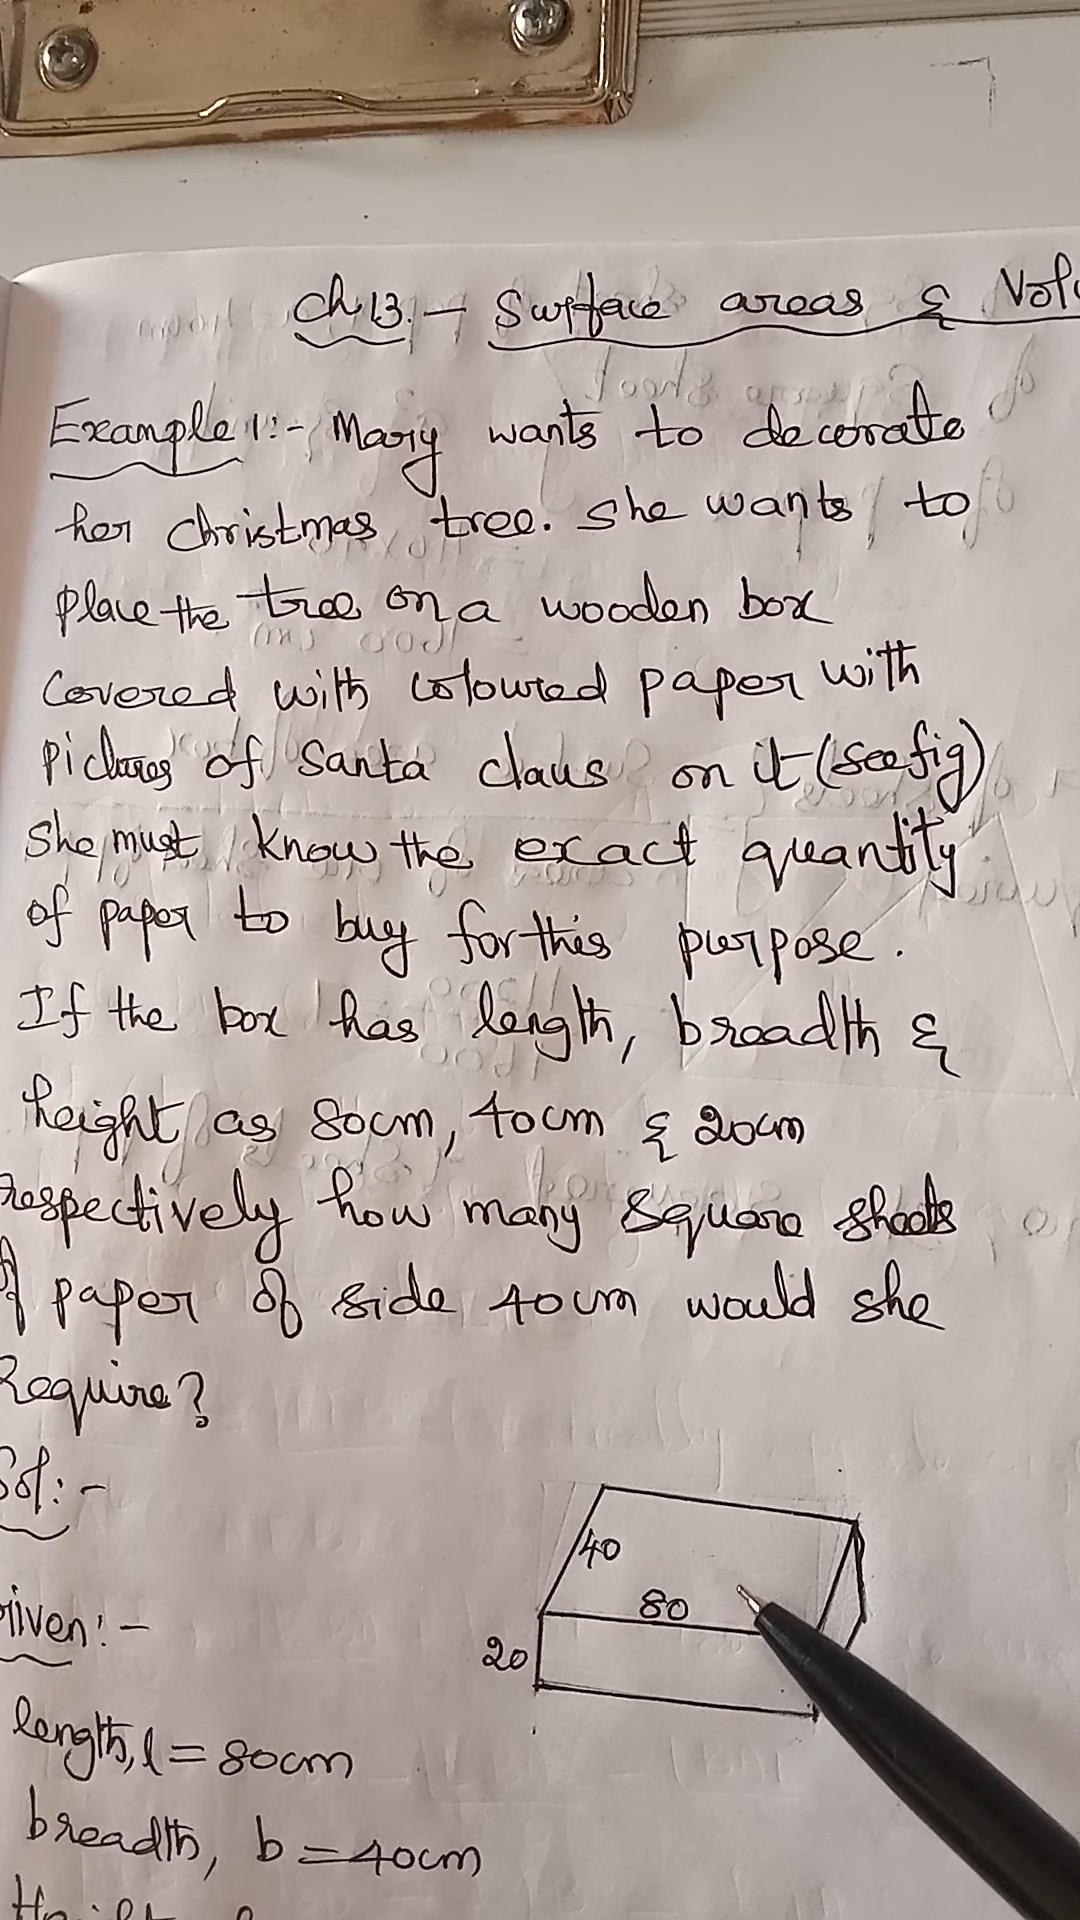 Ch 13. - Surface areas & Vol
Example 1:- Mary wants to decorate
her christmas tree. she wants to
place the tree on a wooden box
Covered with coloured paper with
pictures of Santa claus on it (see fig)
She must know the exact quantity
of paper to buy for this purpose.
If the box has length, breadth &
height as 80cm, 40cm & 20cm
respectively how many square sheets
of paper of side 40cm would she
Require?
Sol:-
40
80
Given:-
20
length, l = 80cm
breadth, b = 40cm